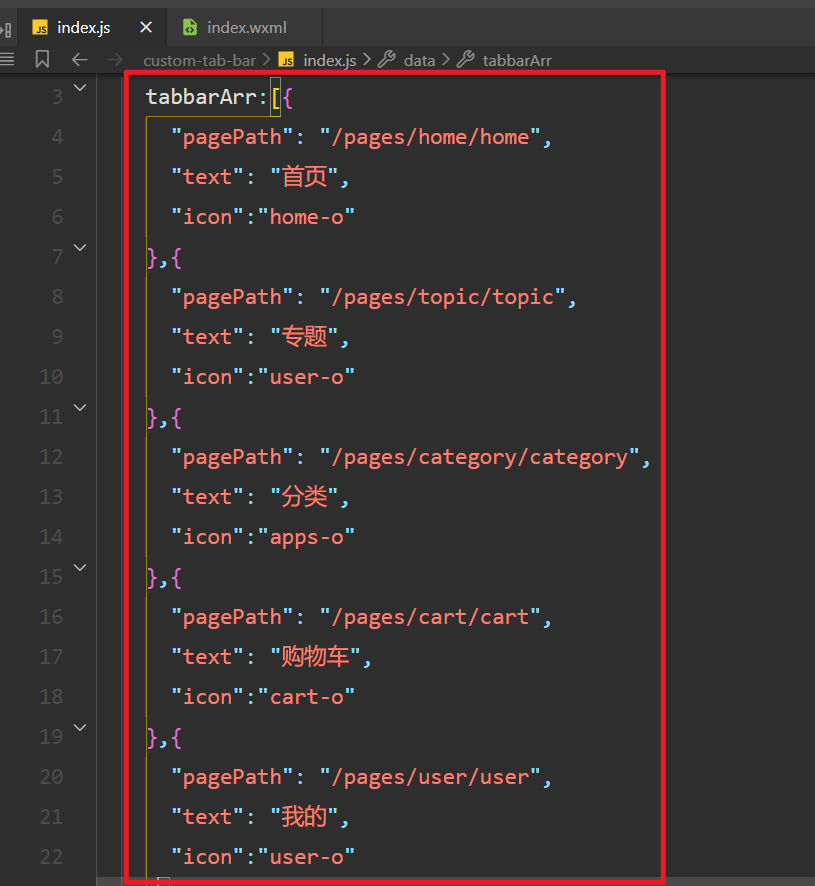 JS index.js × index.wxml
custom-tab-bar > JS index.js > data > tabbarArr
3 tabbarArr:[{
4 "pagePath": "/pages/home/home",
5 "text": "首页",
6 "icon":"home-o"
7 },{
8 "pagePath": "/pages/topic/topic",
9 "text": "专题",
10 "icon":"user-o"
11 },{
12 "pagePath": "/pages/category/category",
13 "text": "分类",
14 "icon":"apps-o"
15 },{
16 "pagePath": "/pages/cart/cart",
17 "text": "购物车",
18 "icon":"cart-o"
19 },{
20 "pagePath": "/pages/user/user",
21 "text": "我的",
22 "icon":"user-o"